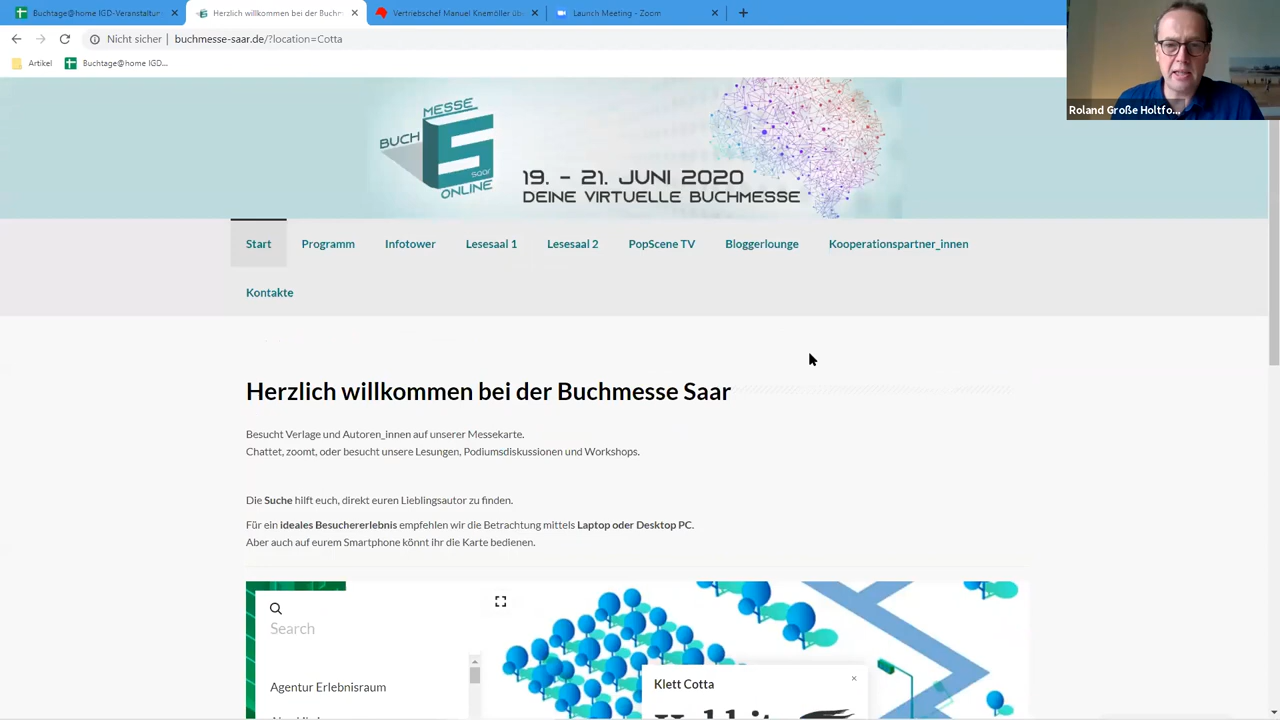 Buchtage@home IGD-Veranstaltun
Herzlich willkommen bei der Buchm
Vertriebschef Manuel Knemöller üb
Launch Meeting - Zoom
Nicht sicher | buchmesse-saar.de/?location=Cotta
Artikel
Buchtage@home IGD...
Roland Große Holtfo...
BUCH MESSE
saar
ONLINE
19. - 21. JUNI 2020
DEINE VIRTUELLE BUCHMESSE
Start Programm Infotower Lesesaal 1 Lesesaal 2 PopScene TV Bloggerlounge Kooperationspartner_innen
Kontakte
Herzlich willkommen bei der Buchmesse Saar
Besucht Verlage und Autoren_innen auf unserer Messekarte.
Chattet, zoomt, oder besucht unsere Lesungen, Podiumsdiskussionen und Workshops.
Die Suche hilft euch, direkt euren Lieblingsautor zu finden.
Für ein ideales Besuchererlebnis empfehlen wir die Betrachtung mittels Laptop oder Desktop PC.
Aber auch auf eurem Smartphone könnt ihr die Karte bedienen.
Search
Agentur Erlebnisraum
Klett Cotta